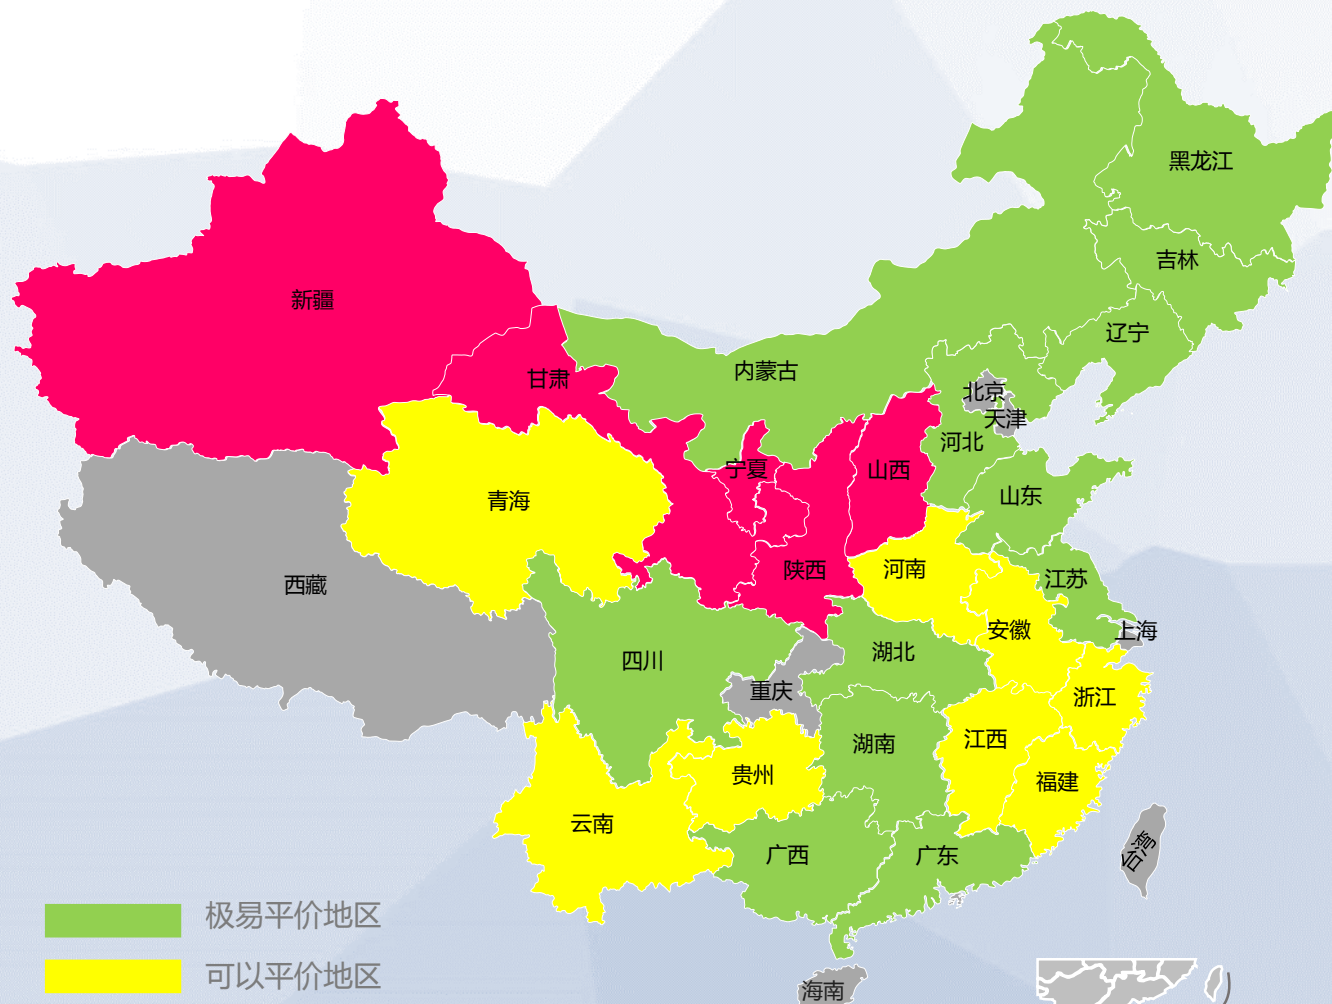 黑龙江
吉林
辽宁
新疆
内蒙古
甘肃
北京
天津
河北
宁夏
山西
山东
青海
陕西
河南
江苏
西藏
安徽
上海
四川
湖北
重庆
浙江
湖南
江西
贵州
福建
云南
广西
广东
台湾
极易平价地区
可以平价地区
海南